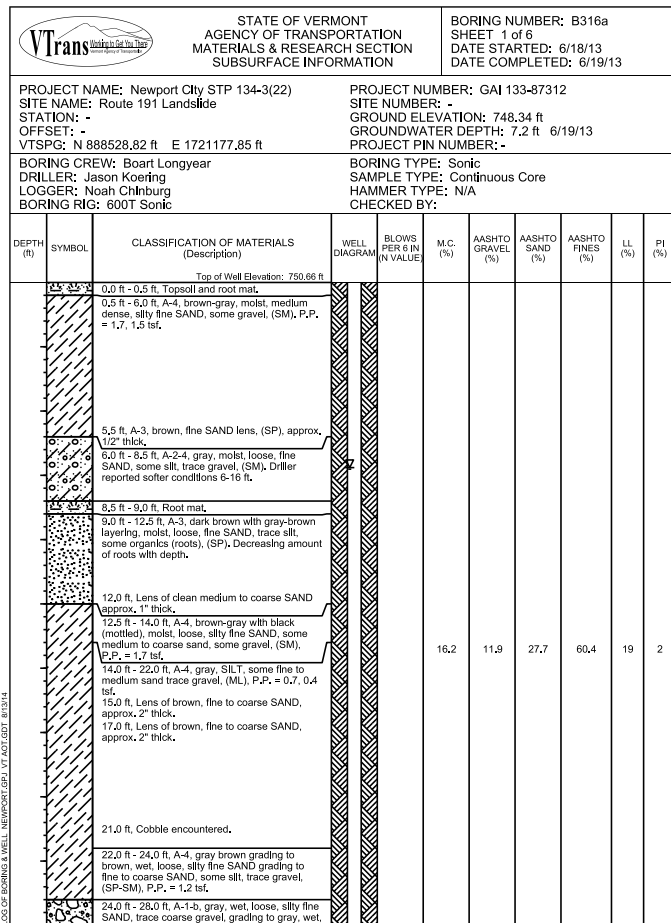 VTrans Working to Get You There
Vermont Agency of Transportation
STATE OF VERMONT
AGENCY OF TRANSPORTATION
MATERIALS & RESEARCH SECTION
SUBSURFACE INFORMATION
BORING NUMBER: B316a
SHEET 1 of 6
DATE STARTED: 6/18/13
DATE COMPLETED: 6/19/13
PROJECT NAME: Newport City STP 134-3(22)
SITE NAME: Route 191 Landslide
STATION: -
OFFSET: -
VTSPG: N 888528.82 ft E 1721177.85 ft
PROJECT NUMBER: GAI 133-87312
SITE NUMBER: -
GROUND ELEVATION: 748.34 ft
GROUNDWATER DEPTH: 7.2 ft 6/19/13
PROJECT PIN NUMBER: -
BORING CREW: Boart Longyear
DRILLER: Jason Koering
LOGGER: Noah Chinburg
BORING RIG: 600T Sonic
BORING TYPE: Sonic
SAMPLE TYPE: Continuous Core
HAMMER TYPE: N/A
CHECKED BY:
DEPTH (ft)
SYMBOL
CLASSIFICATION OF MATERIALS
(Description)
Top of Well Elevation: 750.66 ft
WELL DIAGRAM
BLOWS PER 6 IN (N VALUE)
M.C. (%)
AASHTO GRAVEL (%)
AASHTO SAND (%)
AASHTO FINES (%)
LL (%)
PI (%)
0.0 ft - 0.5 ft, Topsoil and root mat.
0.5 ft - 6.0 ft, A-4, brown-gray, moist, medium
dense, silty fine SAND, some gravel, (SM). P.P.
= 1.7, 1.5 tsf.
5.5 ft, A-3, brown, fine SAND lens, (SP), approx.
1/2" thick.
6.0 ft - 8.5 ft, A-2-4, gray, moist, loose, fine
SAND, some silt, trace gravel, (SM). Driller
reported softer conditions 6-16 ft.
8.5 ft - 9.0 ft, Root mat.
9.0 ft - 12.5 ft, A-3, dark brown with gray-brown
layering, moist, loose, fine SAND, trace silt,
some organics (roots), (SP). Decreasing amount
of roots with depth.
12.0 ft, Lens of clean medium to coarse SAND
approx. 1" thick.
12.5 ft - 14.0 ft, A-4, brown-gray with black
(mottled), moist, loose, silty fine SAND, some
medium to coarse sand, some gravel, (SM),
P.P. = 1.7 tsf.
16.2 11.9 27.7 60.4 19 2
14.0 ft - 22.0 ft, A-4, gray, SILT, some fine to
medium sand trace gravel, (ML), P.P. = 0.7, 0.4
tsf.
15.0 ft, Lens of brown, fine to coarse SAND,
approx. 2" thick.
17.0 ft, Lens of brown, fine to coarse SAND,
approx. 2" thick.
21.0 ft, Cobble encountered.
22.0 ft - 24.0 ft, A-4, gray brown grading to
brown, wet, loose, silty fine SAND grading to
fine to coarse SAND, some silt, trace gravel,
(SP-SM), P.P. = 1.2 tsf.
24.0 ft - 28.0 ft, A-1-b, gray, wet, loose, silty fine
SAND, trace coarse gravel, grading to gray, wet,
OG OF BORING & WELL NEWPORT.GPJ VT AOT.GDT 8/13/14